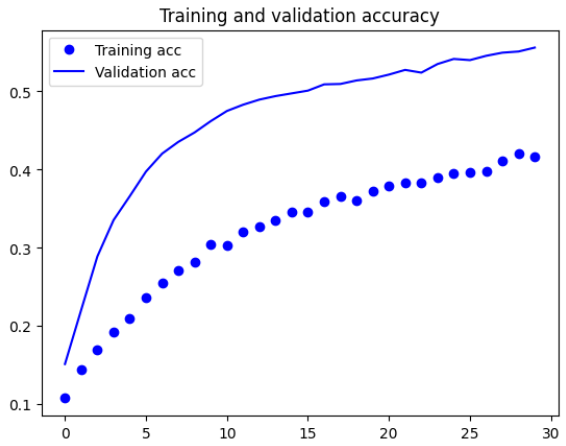 Training and validation accuracy
Training acc
Validation acc
0.5
0.4
0.3
0.2
0.1
0 5 10 15 20 25 30